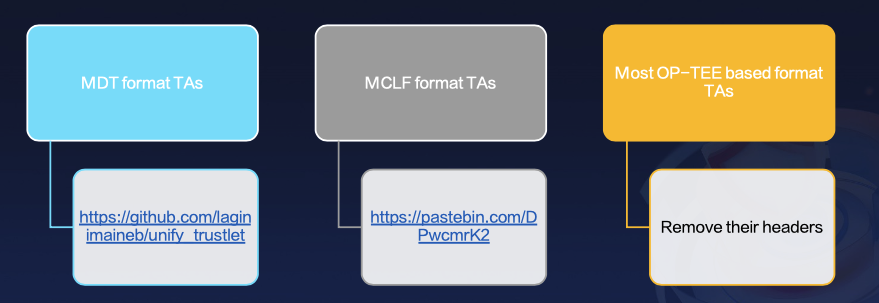 MDT format TAs
MCLF format TAs
Most OP-TEE based format
TAs
https://github.com/lagin
imaineb/unify_trustlet
https://pastebin.com/D
PwcmrK2
Remove their headers